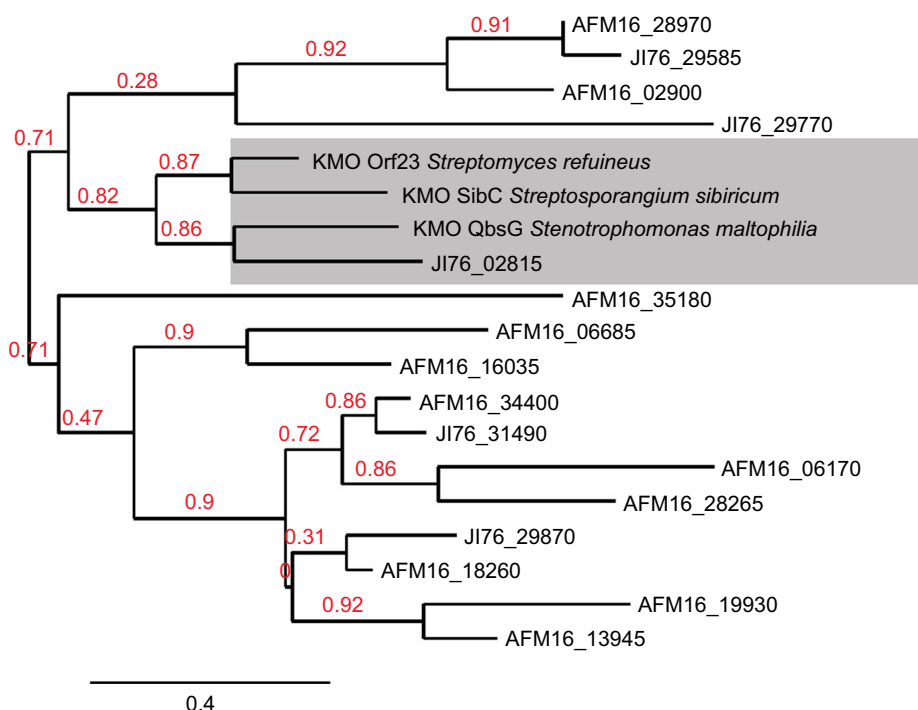 0.91
AFM16_28970
0.92
JI76_29585
0.28
AFM16_02900
JI76_29770
0.71
0.87
KMO Orf23 Streptomyces refuineus
0.82
KMO SibC Streptosporangium sibiricum
0.86
KMO QbsG Stenotrophomonas maltophilia
JI76_02815
AFM16_35180
0.71
0.9
AFM16_06685
AFM16_16035
0.47
0.86
AFM16_34400
0.72
JI76_31490
0.86
AFM16_06170
0.9
AFM16_28265
0.31
JI76_29870
0
AFM16_18260
0.92
AFM16_19930
AFM16_13945
0.4